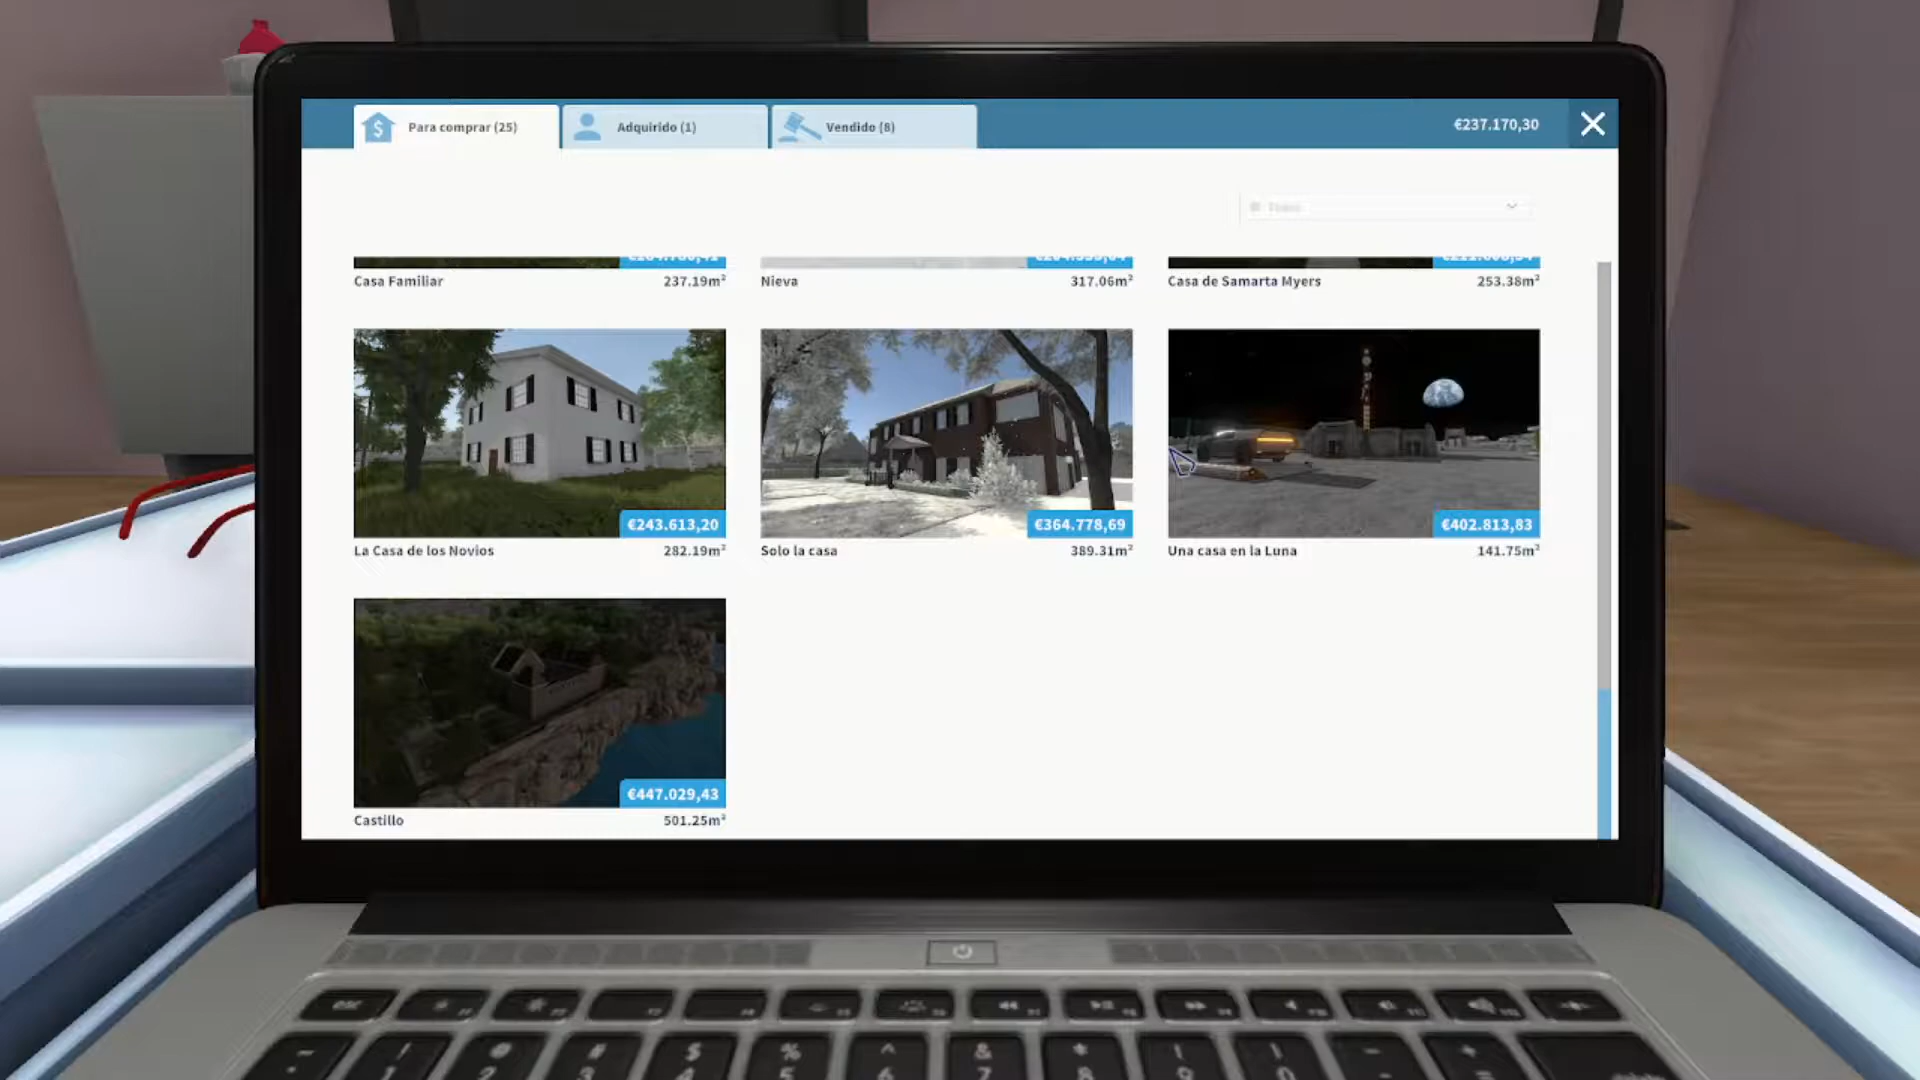 Para comprar (25)
Adquirido (1)
Vendido (8)
€237.170,30
Casa Familiar
237.19m²
Nieva
317.06m²
Casa de Samarta Myers
253.38m²
€243.613,20
€364.778,69
€402.813,83
La Casa de los Novios
282.19m²
Solo la casa
389.31m²
Una casa en la Luna
141.75m²
€447.029,43
Castillo
501.25m²
esc